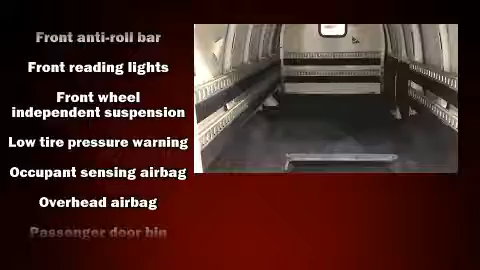 Front anti-roll bar
Front reading lights
Front wheel
independent suspension
Low tire pressure warning
Occupant sensing airbag
Overhead airbag
Passenger door bin